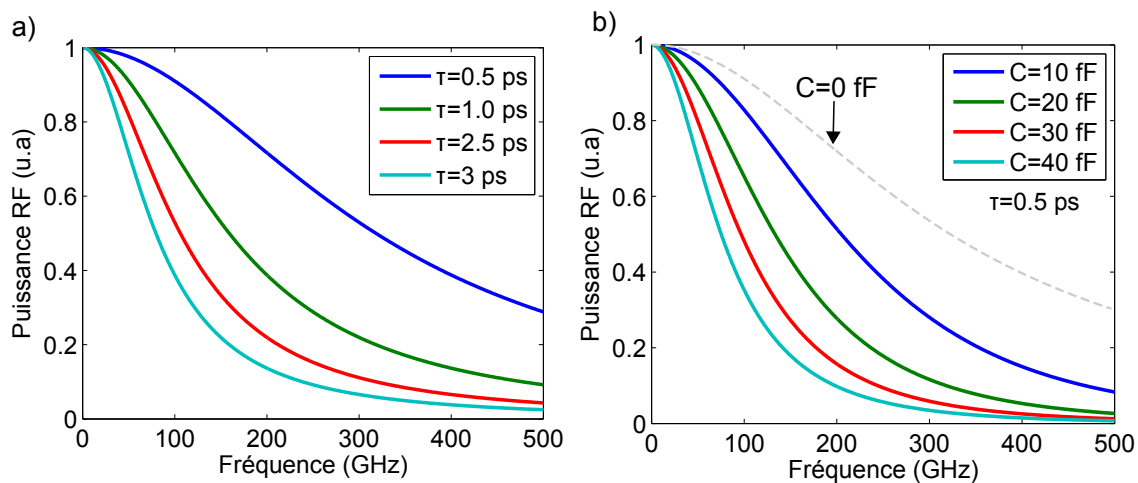 a)
1
0.8
0.6
0.4
0.2
0
Puissance RF (u.a)
0 100 200 300 400 500
Fréquence (GHz)
τ=0.5 ps
τ=1.0 ps
τ=2.5 ps
τ=3 ps
b)
1
0.8
0.6
0.4
0.2
0
Puissance RF (u.a)
0 100 200 300 400 500
Fréquence (GHz)
C=0 fF
C=10 fF
C=20 fF
C=30 fF
C=40 fF
τ=0.5 ps